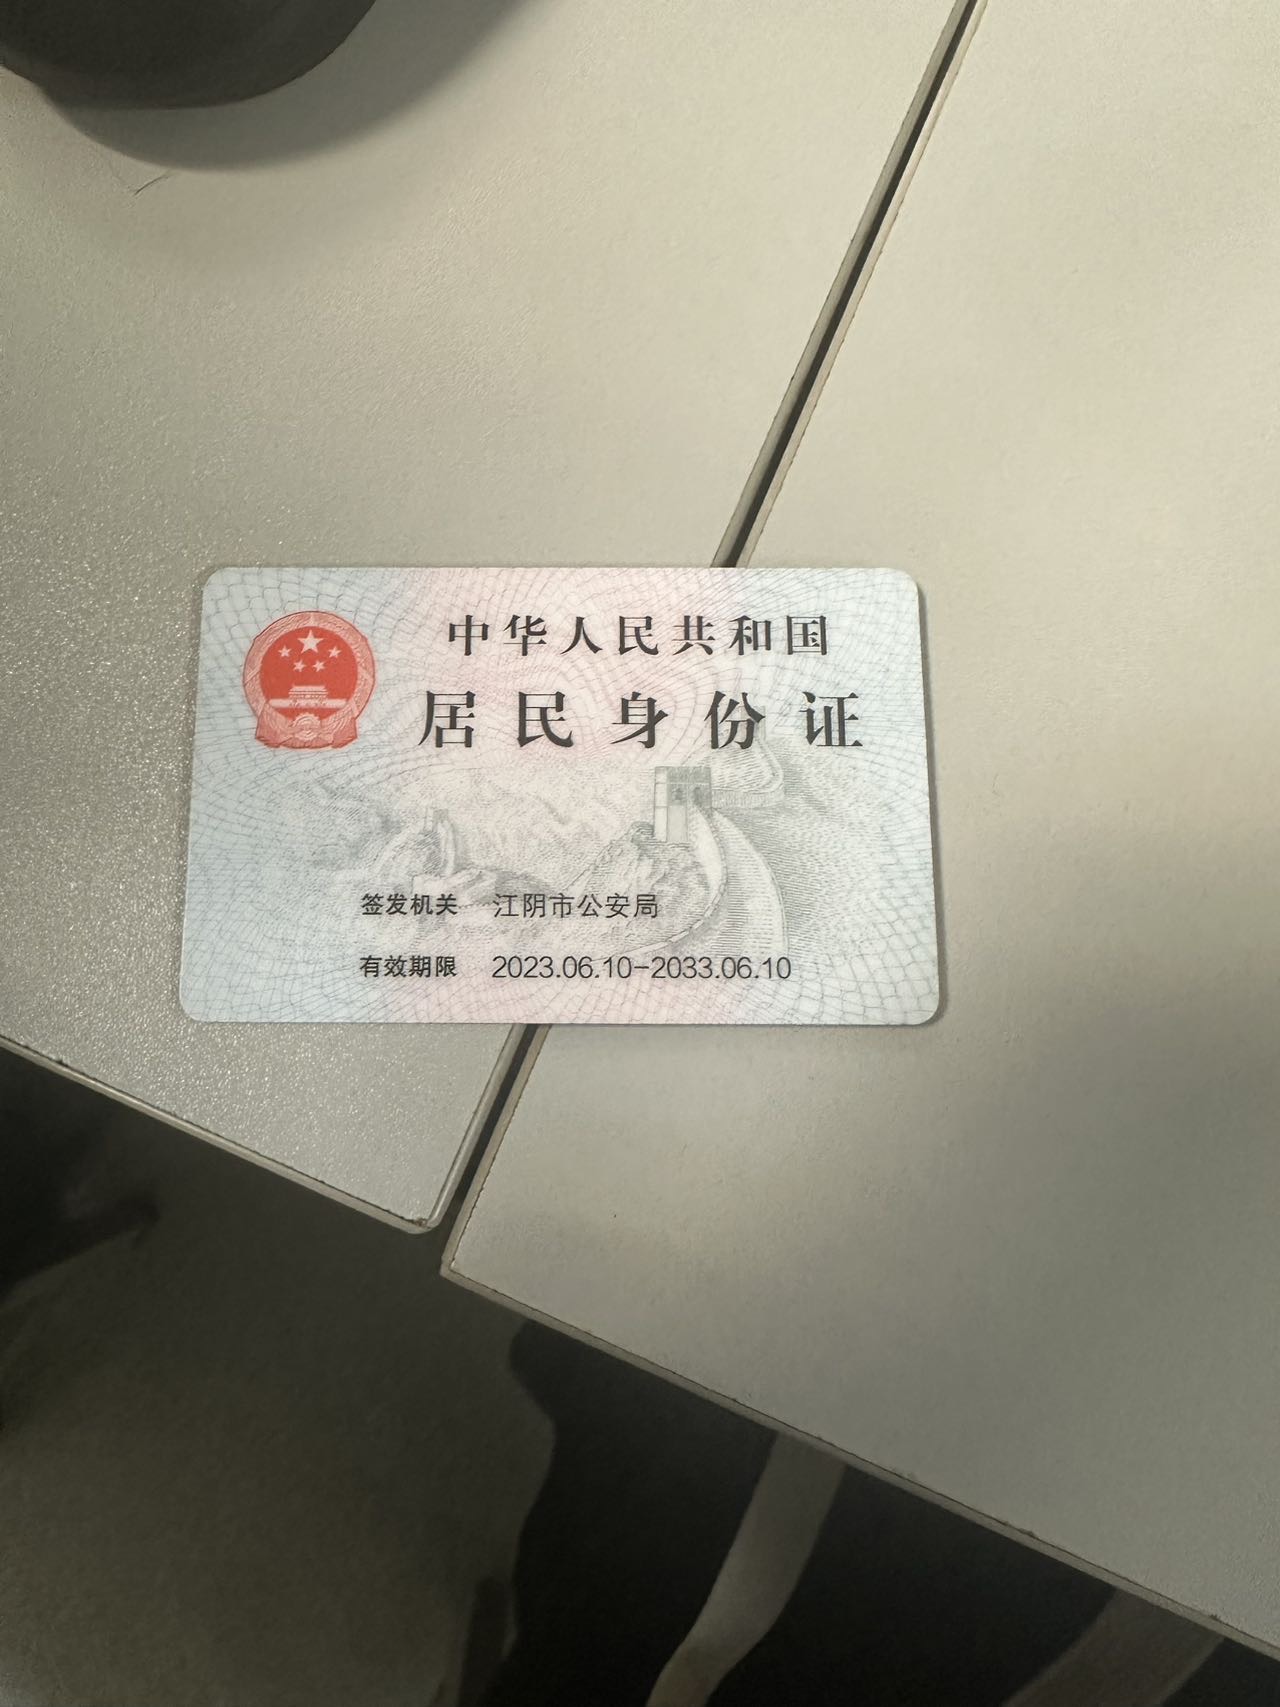 中华人民共和国
居民身份证
签发机关 江阴市公安局
有效期限 2023.06.10-2033.06.10